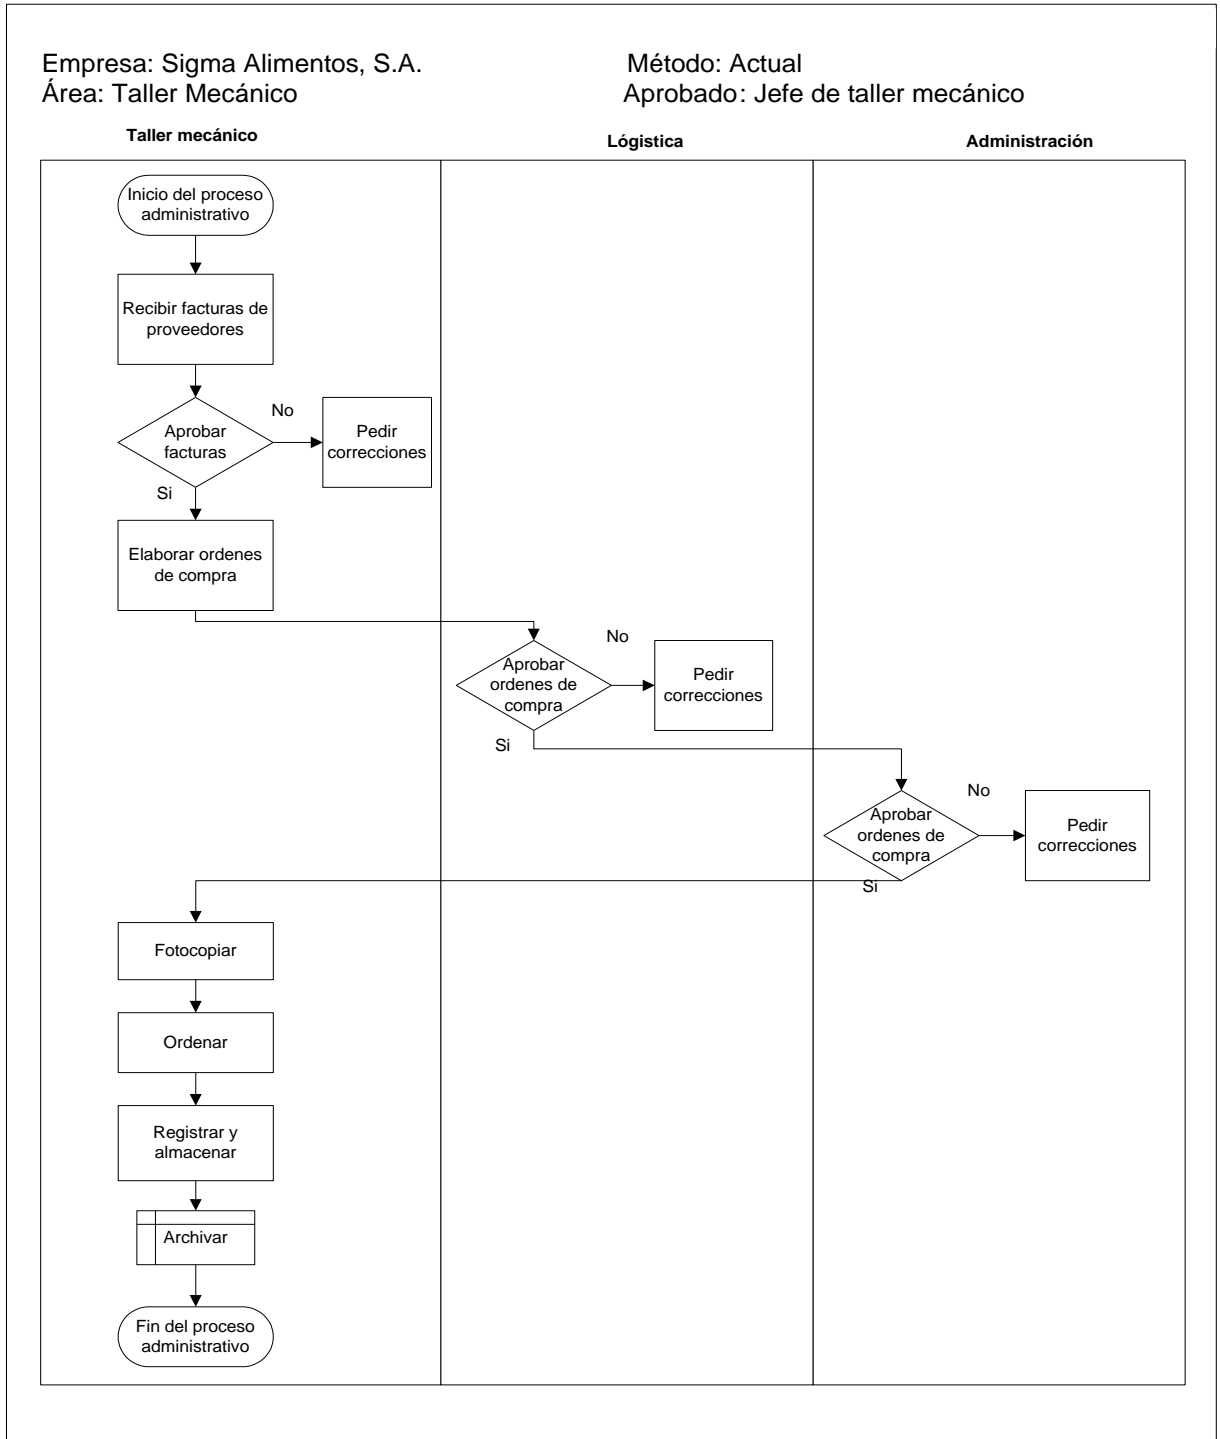 Empresa: Sigma Alimentos, S.A.
Método: Actual
Área: Taller Mecánico
Aprobado: Jefe de taller mecánico
Taller mecánico
Lógistica
Administración
Inicio del proceso
administrativo
Recibir facturas de
proveedores
Aprobar
facturas
No
Pedir
correcciones
Si
Elaborar ordenes
de compra
Aprobar
ordenes de
compra
No
Pedir
correcciones
Si
Aprobar
ordenes de
compra
No
Pedir
correcciones
Si
Fotocopiar
Ordenar
Registrar y
almacenar
Archivar
Fin del proceso
administrativo